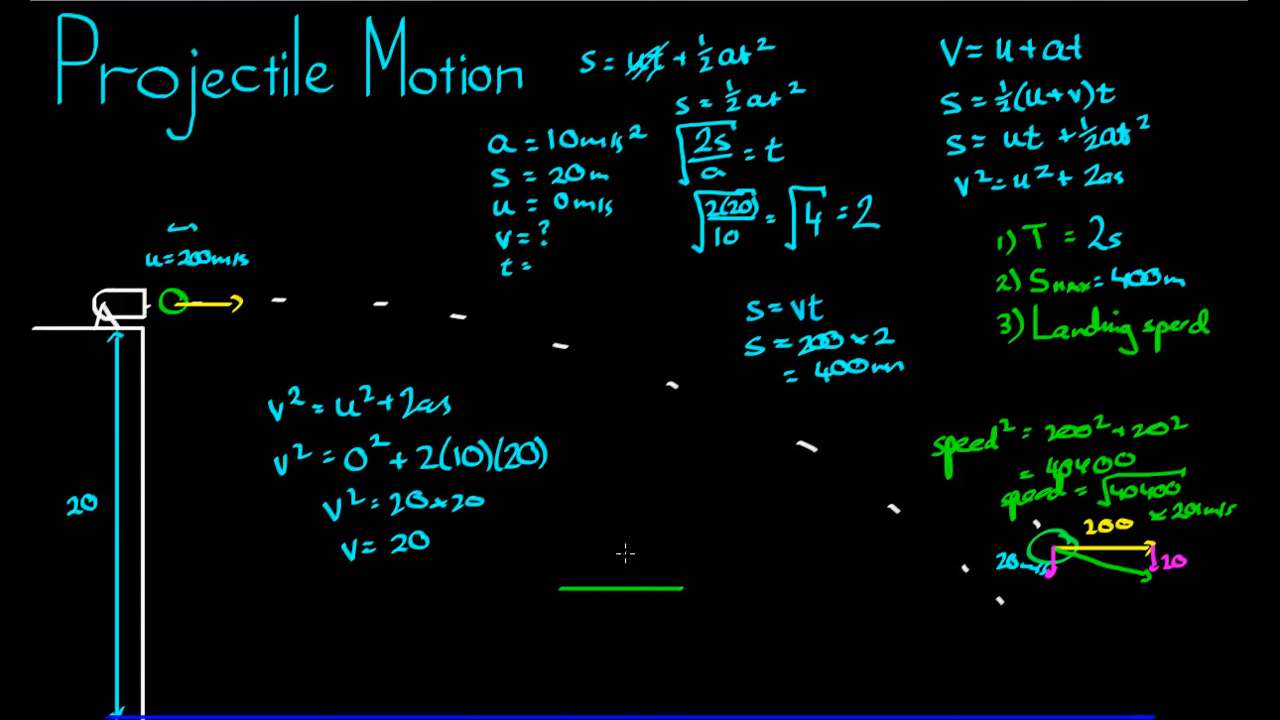 Projectile Motion
s = ut + ½at²
s = ½at²
√(2s/a) = t
√(2(20)/10) = √4 = 2
a = 10m/s²
s = 20m
u = 0m/s
v = ?
t =
V = u + at
s = ½(u+v)t
s = ut + ½at²
v² = u² + 2as
1) T = 2s
2) SMAX = 400m
3) Landing speed
u = 200m/s
s = vt
s = 200 × 2
= 400m
v² = u² + 2as
v² = 0² + 2(10)(20)
v² = 20×20
v = 20
20
speed² = 200² + 20²
= 40400
speed = √40400
≈ 201m/s
200
20m/s
20